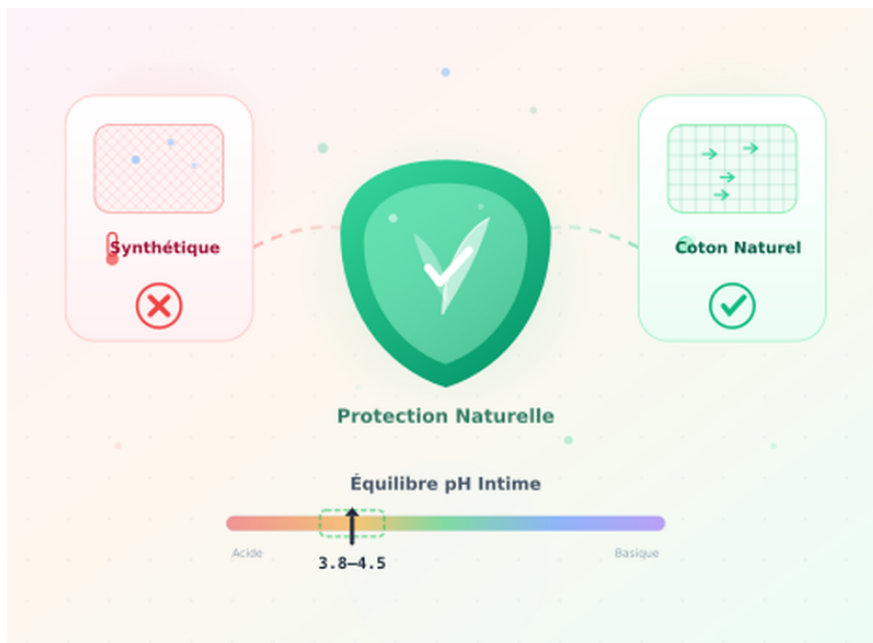 Synthétique
Coton Naturel
Protection Naturelle
Équilibre pH Intime
Acide
Basique
3.8–4.5